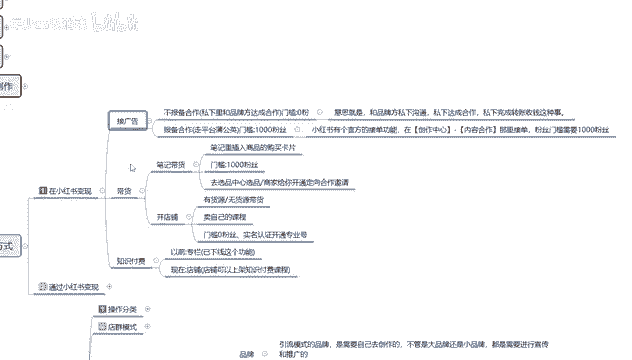 创作
接广告
不报备合作(私下里和品牌方达成合作)门槛:0粉
意思就是，和品牌方私下沟通，私下达成合作，私下完成转账收钱这种事。
报备合作(走平台蒲公英)门槛:1000粉丝
小红书有个官方的接单功能，在【创作中心】-【内容合作】那里接单，粉丝门槛需要1000粉丝
笔记带货
笔记里插入商品的购买卡片
门槛:1000粉丝
去选品中心选品/商家给你开通定向合作邀请
1 在小红书变现
带货
开店铺
有货源/无货源带货
卖自己的课程
门槛0粉丝、实名认证开通专业号
方式
知识付费
以前:专栏(已下线这个功能)
现在:店铺(店铺可以上架知识付费课程)
通过小红书变现
操作分类
店群模式
品牌
引流模式的品牌，是需要自己去创作的，不管是大品牌还是小品牌，都是需要进行宣传
和推广的